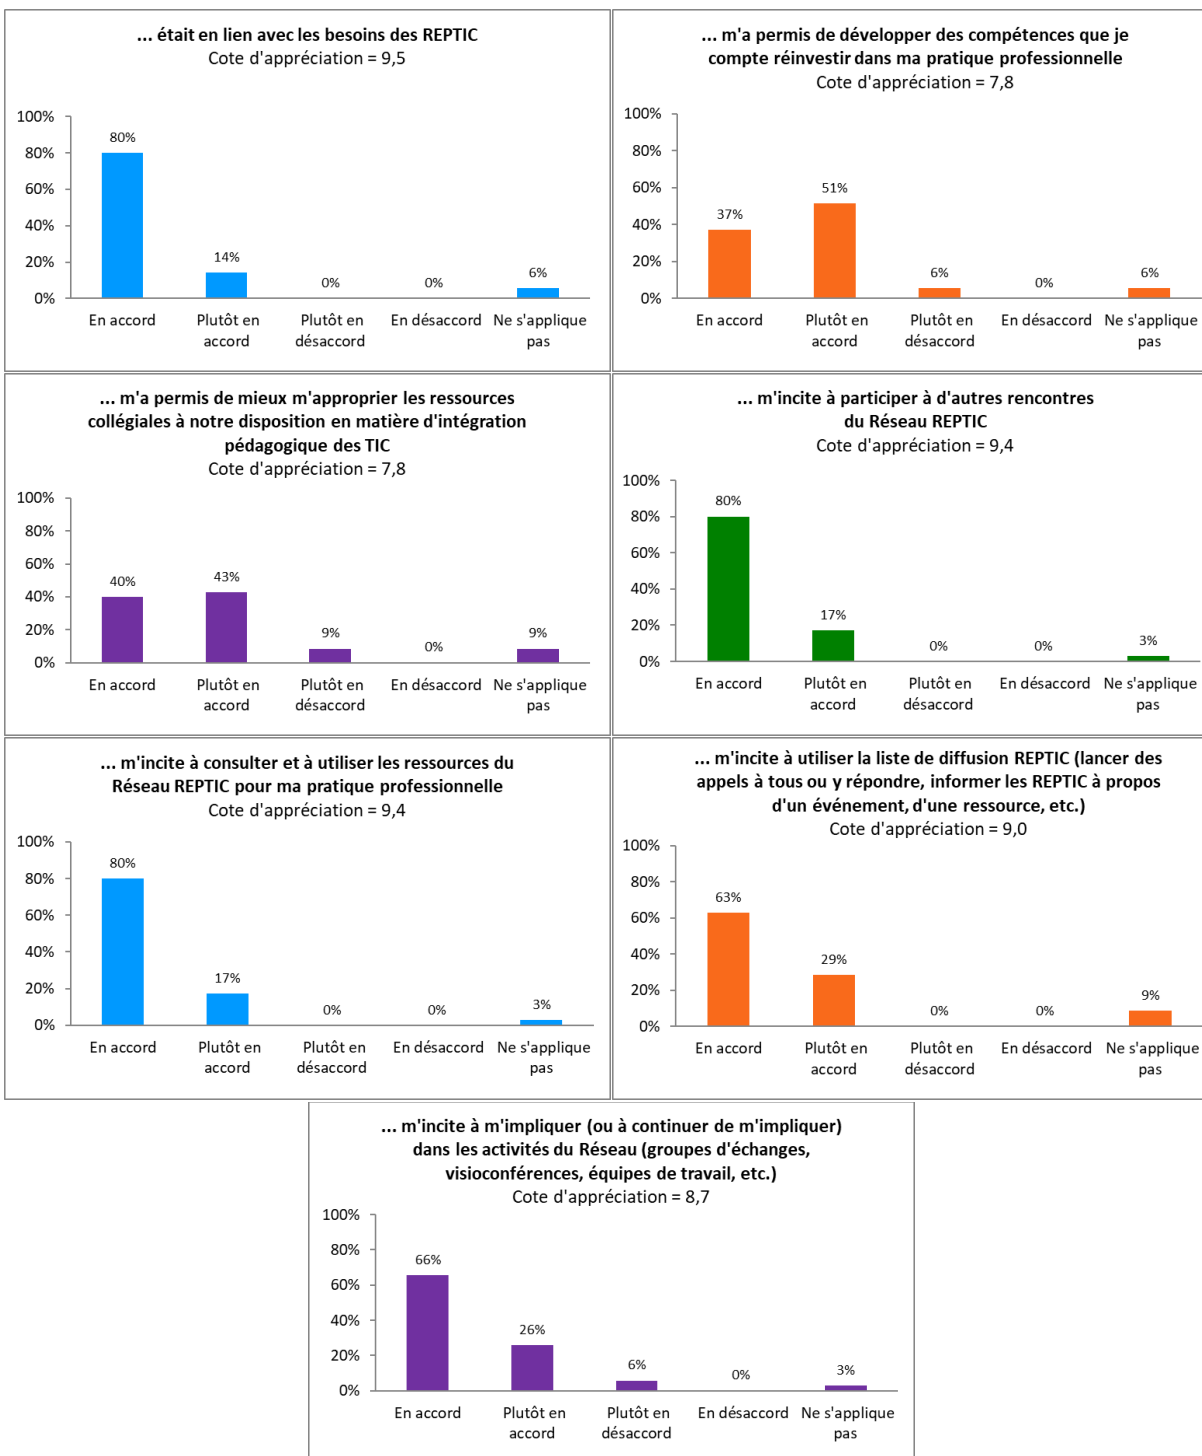 ... était en lien avec les besoins des REPTIC
Cote d'appréciation = 9,5
100%
80%
60%
40%
20%
0%
80%
14%
0%
0%
6%
En accord
Plutôt en
accord
Plutôt en
désaccord
En désaccord
Ne s'applique
pas
... m'a permis de développer des compétences que je
compte réinvestir dans ma pratique professionnelle
Cote d'appréciation = 7,8
100%
80%
60%
40%
20%
0%
37%
51%
6%
0%
6%
En accord
Plutôt en
accord
Plutôt en
désaccord
En désaccord
Ne s'applique
pas
... m'a permis de mieux m'approprier les ressources
collégiales à notre disposition en matière d'intégration
pédagogique des TIC
Cote d'appréciation = 7,8
100%
80%
60%
40%
20%
0%
40%
43%
9%
0%
9%
En accord
Plutôt en
accord
Plutôt en
désaccord
En désaccord
Ne s'applique
pas
... m'incite à participer à d'autres rencontres
du Réseau REPTIC
Cote d'appréciation = 9,4
100%
80%
60%
40%
20%
0%
80%
17%
0%
0%
3%
En accord
Plutôt en
accord
Plutôt en
désaccord
En désaccord
Ne s'applique
pas
... m'incite à consulter et à utiliser les ressources du
Réseau REPTIC pour ma pratique professionnelle
Cote d'appréciation = 9,4
100%
80%
60%
40%
20%
0%
80%
17%
0%
0%
3%
En accord
Plutôt en
accord
Plutôt en
désaccord
En désaccord
Ne s'applique
pas
... m'incite à utiliser la liste de diffusion REPTIC (lancer des
appels à tous ou y répondre, informer les REPTIC à propos
d'un événement, d'une ressource, etc.)
Cote d'appréciation = 9,0
100%
80%
60%
40%
20%
0%
63%
29%
0%
0%
9%
En accord
Plutôt en
accord
Plutôt en
désaccord
En désaccord
Ne s'applique
pas
... m'incite à m'impliquer (ou à continuer de m'impliquer)
dans les activités du Réseau (groupes d'échanges,
visioconférences, équipes de travail, etc.)
Cote d'appréciation = 8,7
100%
80%
60%
40%
20%
0%
66%
26%
6%
0%
3%
En accord
Plutôt en
accord
Plutôt en
désaccord
En désaccord
Ne s'applique
pas